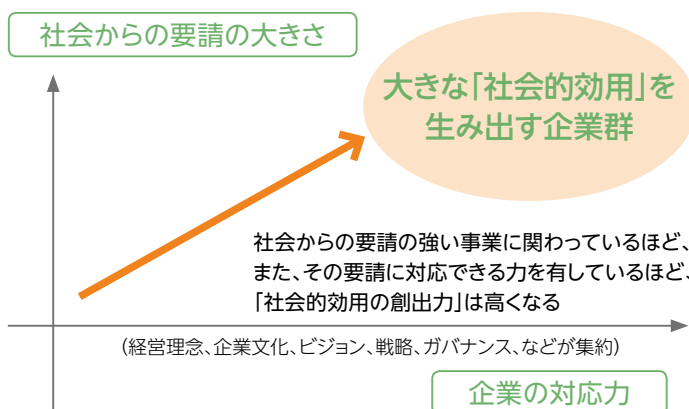 社会からの要請の大きさ
大きな「社会的効用」を
生み出す企業群
社会からの要請の強い事業に関わっているほど、
また、その要請に対応できる力を有しているほど、
「社会的効用の創出力」は高くなる
(経営理念、企業文化、ビジョン、戦略、ガバナンス、などが集約)
企業の対応力